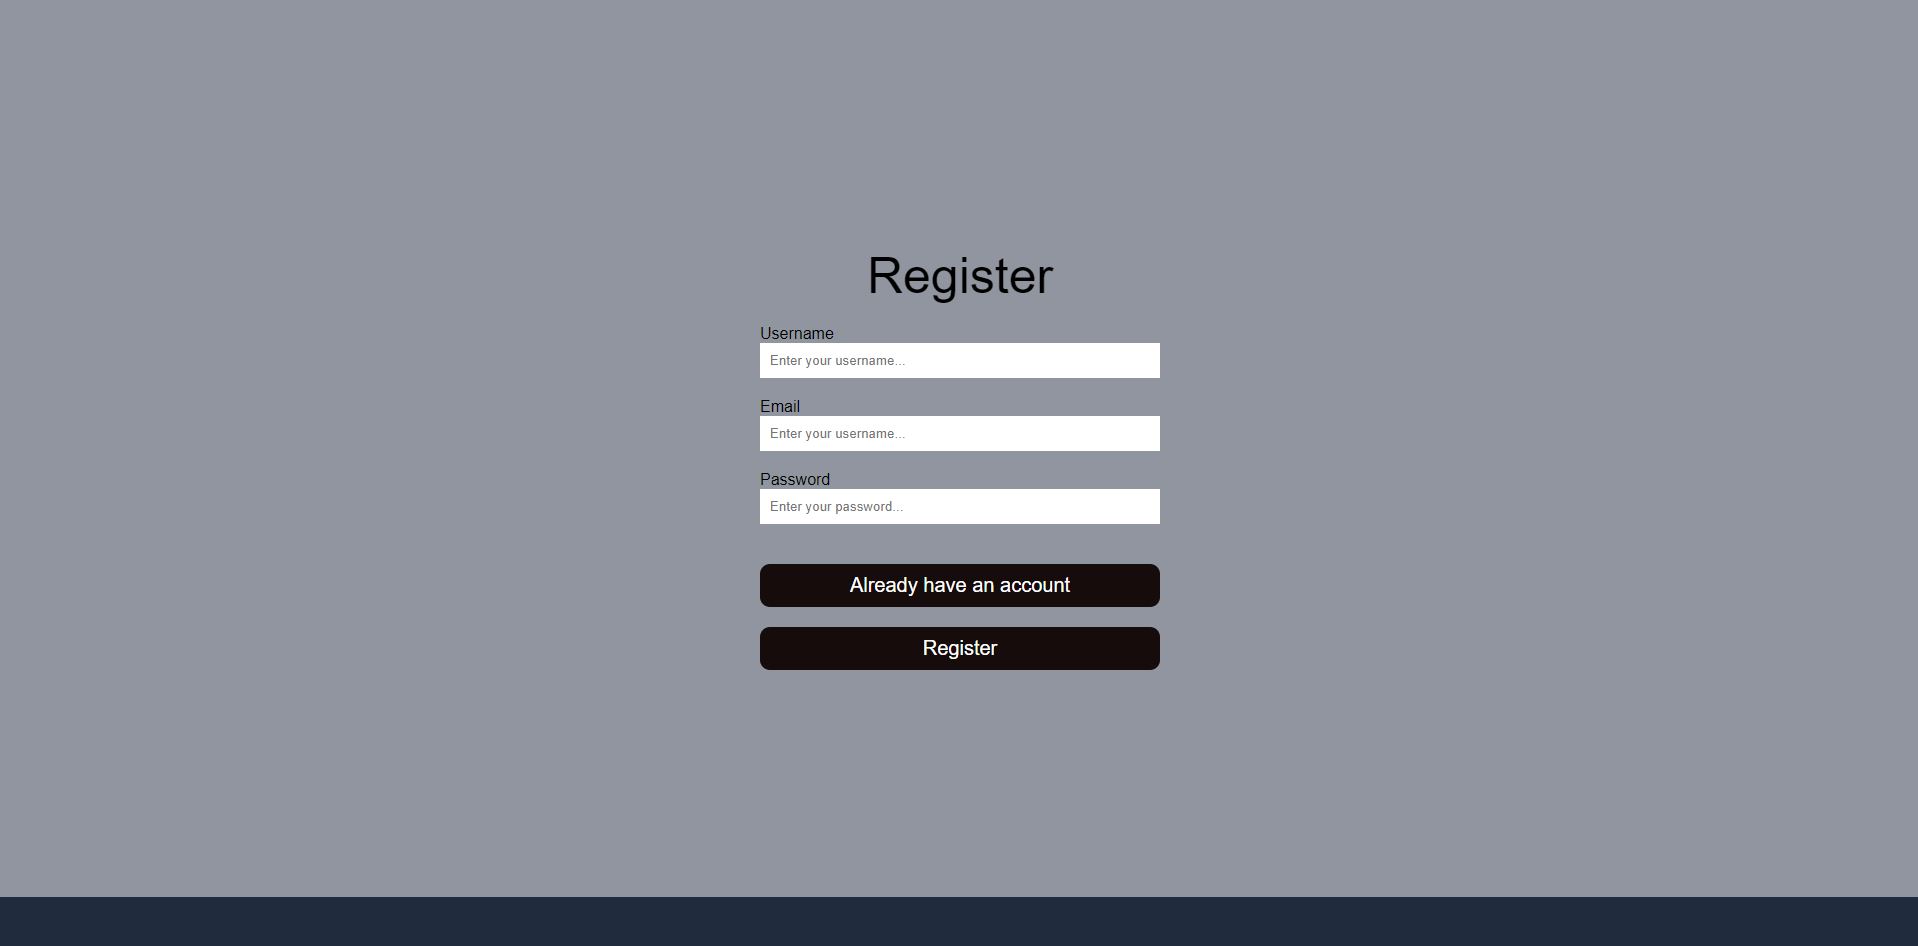 Register
Username
Enter your username...
Email
Enter your username...
Password
Enter your password...
Already have an account
Register